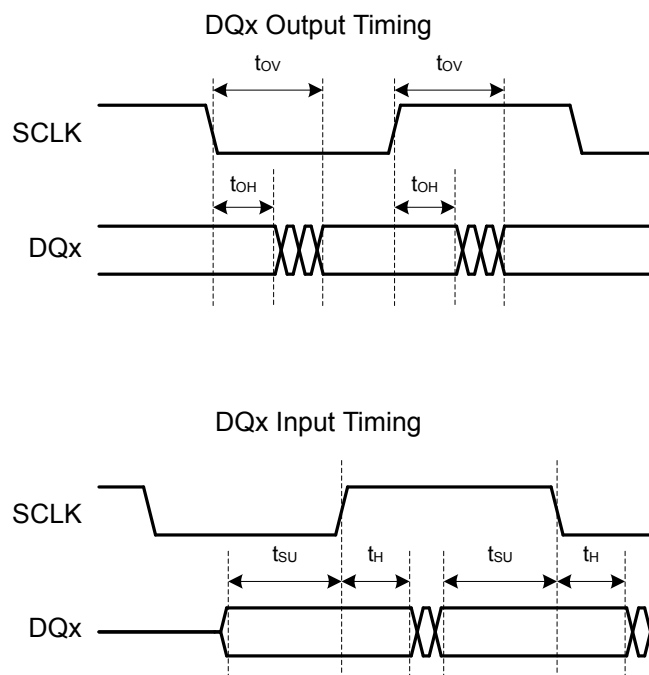 DQx Output Timing
tOV tOV
SCLK
tOH tOH
DQx
DQx Input Timing
SCLK
tSU tH tSU tH
DQx